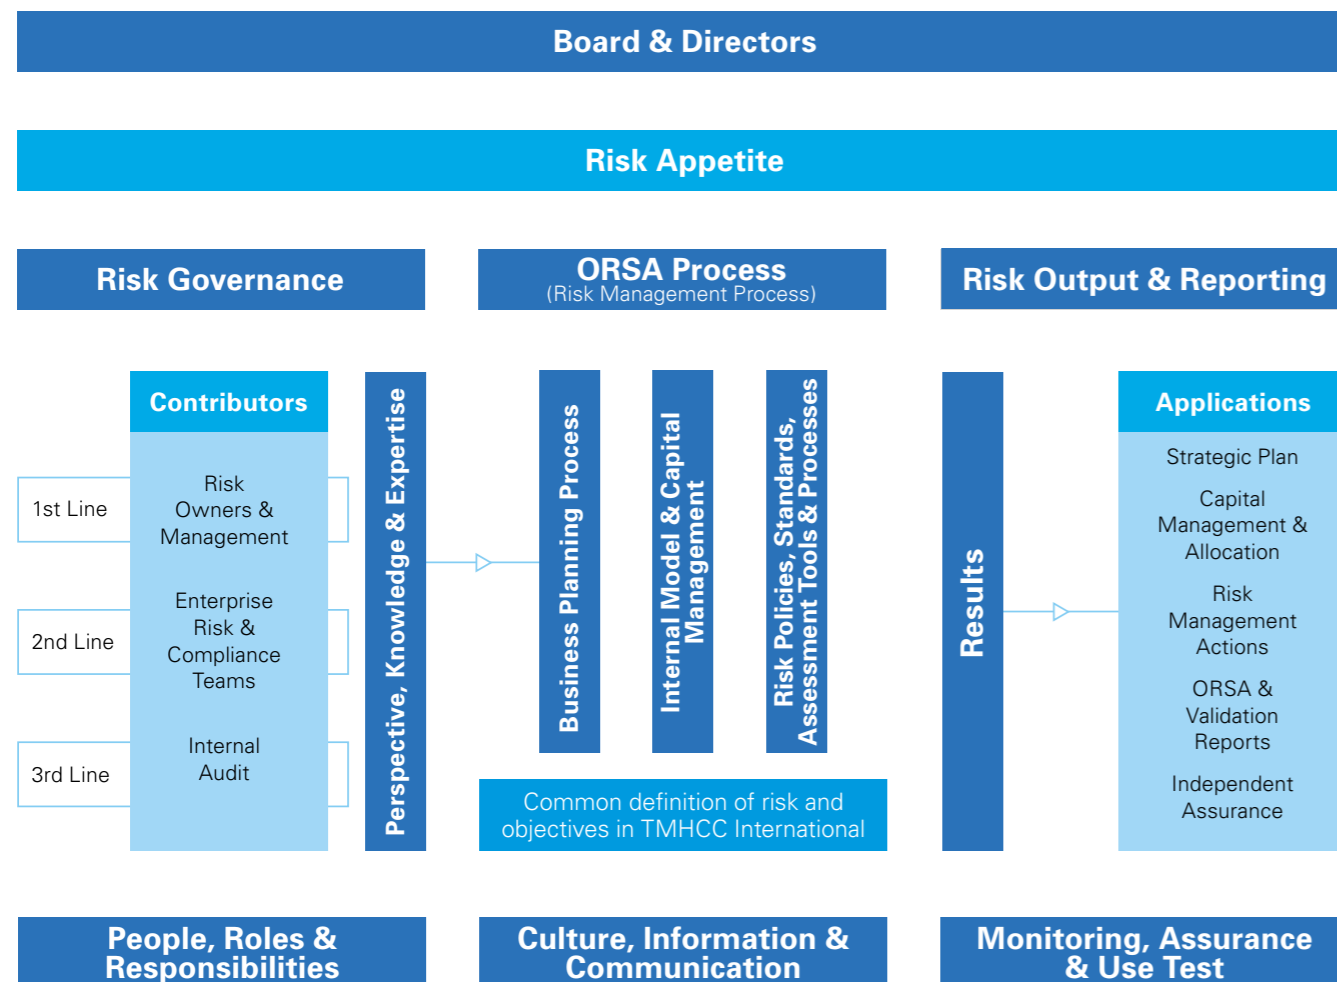 Board & Directors
Risk Appetite
Risk Governance
ORSA Process
(Risk Management Process)
Risk Output & Reporting
Contributors
1st Line
Risk
Owners &
Management
2nd Line
Enterprise
Risk &
Compliance
Teams
3rd Line
Internal
Audit
Perspective, Knowledge & Expertise
Business Planning Process
Internal Model & Capital
Management
Risk Policies, Standards,
Assessment Tools & Processes
Common definition of risk and
objectives in TMHCC International
Results
Applications
Strategic Plan
Capital
Management &
Allocation
Risk
Management
Actions
ORSA &
Validation
Reports
Independent
Assurance
People, Roles &
Responsibilities
Culture, Information &
Communication
Monitoring, Assurance
& Use Test